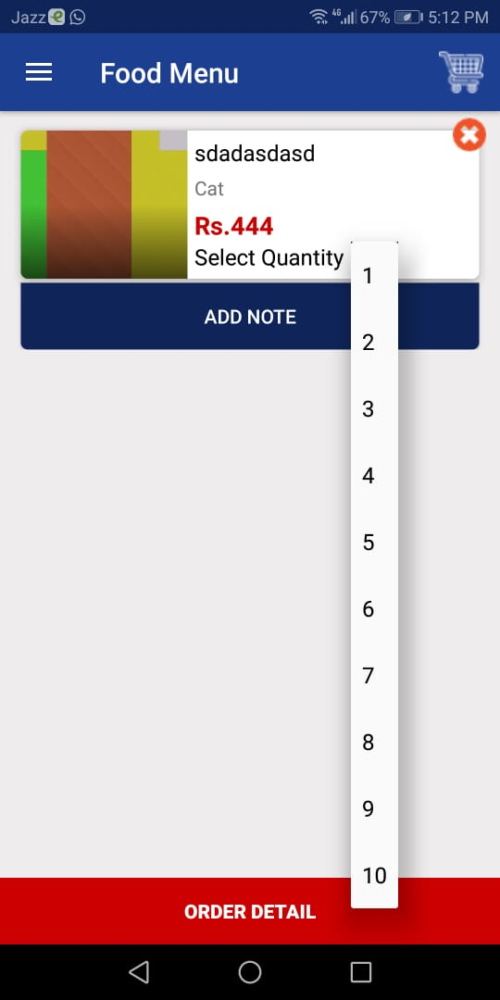 Jazz 4G 67% 5:12 PM
Food Menu
sdadasdasd
Cat
Rs.444
Select Quantity
1
2
3
4
5
6
7
8
9
10
ADD NOTE
ORDER DETAIL